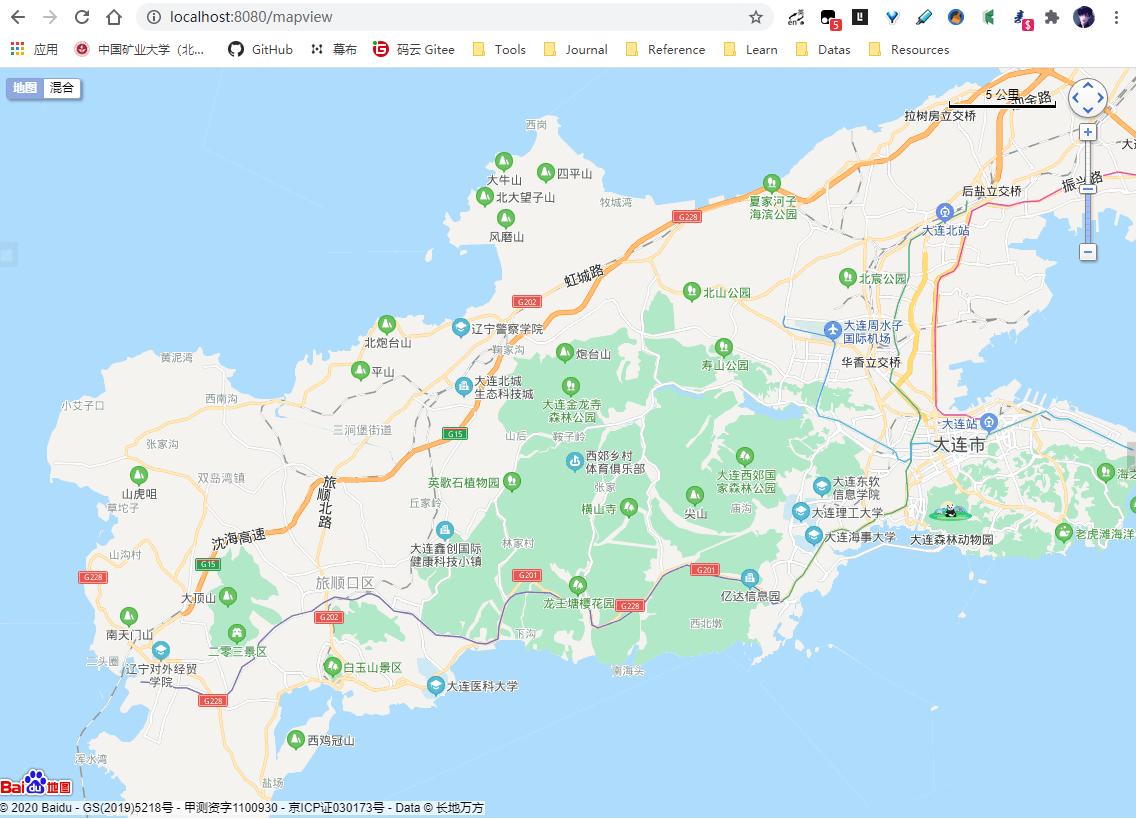 localhost:8080/mapview
5
$
应用
中国矿业大学（北...
GitHub
幕布
码云 Gitee
Tools
Journal
Reference
Learn
Datas
Resources
地图
混合
5 公里
拉树房立交桥
振兴路
后盐立交桥
西岗
大牛山
四平山
北大望子山
牧城湾
风磨山
夏家河子
海滨公园
G228
大连北站
虹城路
北宸公园
北山公园
G202
辽宁警察学院
大连周水子
国际机场
北炮台山
鞠家沟
炮台山
寿山公园
华香立交桥
黄泥湾
平山
大连北城
生态科技城
小艾子口
西南沟
大连金龙寺
森林公园
三涧堡街道
G15
山后
鞍子岭
大连站
大连市
张家沟
西郊乡村
体育俱乐部
双岛湾镇
山虎咀
旅顺北路
英歌石植物园
张家
大连西郊国
家森林公园
大连东软
信息学院
草坨子
丘家岭
横山寺
尖山
庙沟
大连理工大学
沈海高速
大连鑫创国际
健康科技小镇
林家村
大连海事大学
大连森林动物园
老虎滩海洋
山沟村
G15
G228
旅顺口区
G201
G201
亿达信息园
大顶山
龙王塘樱花园
G228
G202
南天门山
下沟
西北墩
二零三景区
二头圈
辽宁对外经贸
学院
白玉山景区
南海头
大连医科大学
G228
西鸡冠山
浑水湾
盐场
Bai du 地图
© 2020 Baidu - GS(2019)5218号 - 甲测资字1100930 - 京ICP证030173号 - Data © 长地万方